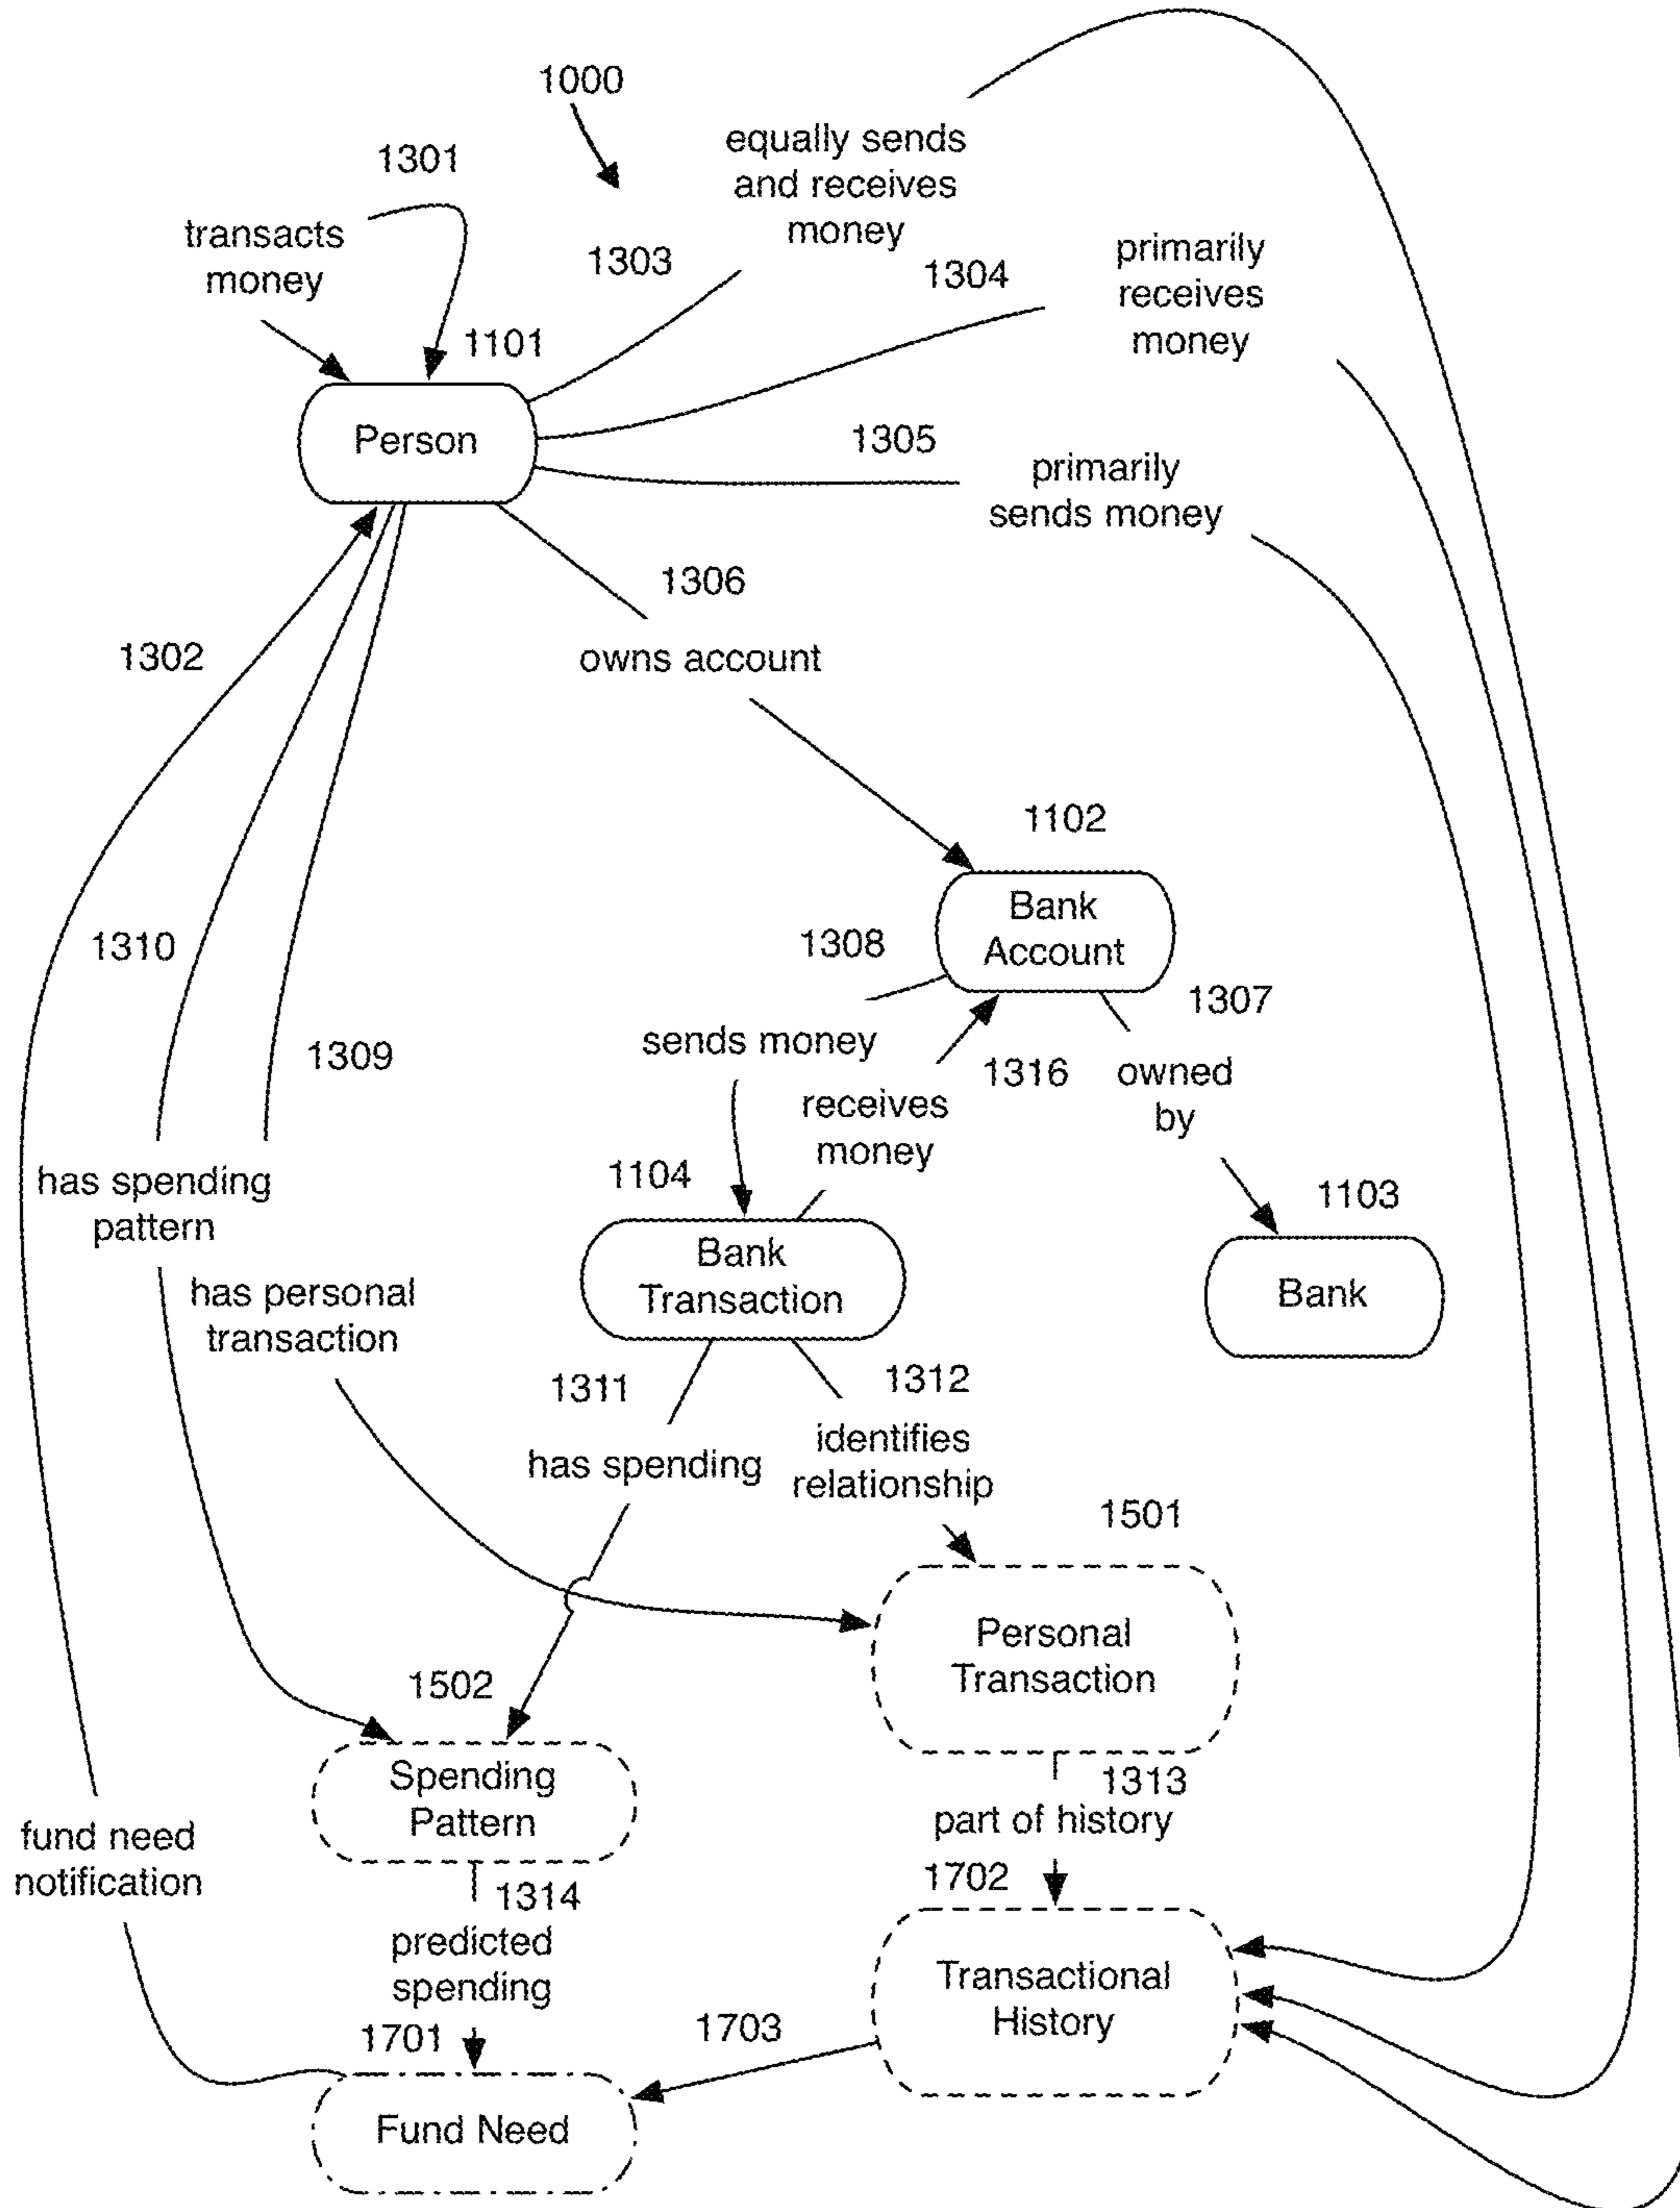 1000
1301
equally sends
and receives
money
transacts
money
1303
1304
primarily
receives
money
1101
Person
1305
primarily
sends money
1306
1302
owns account
1102
Bank
Account
1308
1310
1307
sends money
1309
1316
owned
by
receives
money
1104
has spending
pattern
1103
Bank
Transaction
Bank
has personal
transaction
1311
1312
identifies
relationship
has spending
1501
Personal
Transaction
1502
Spending
Pattern
1313
part of history
fund need
notification
1702
1314
predicted
spending
Transactional
History
1701
1703
Fund Need